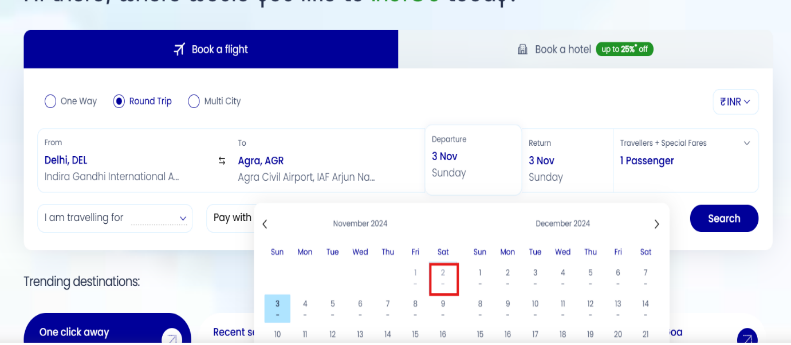 Book a flight
Book a hotel up to 25%* off
One Way Round Trip Multi City ₹ INR
From To Departure Return Travellers + Special Fares
Delhi, DEL Agra, AGR 3 Nov 3 Nov 1 Passenger
Indira Gandhi International A... Agra Civil Airport, IAF Arjun Na... Sunday Sunday
I am travelling for Pay with Search
November 2024 December 2024
Sun Mon Tue Wed Thu Fri Sat Sun Mon Tue Wed Thu Fri Sat
1 2 1 2 3 4 5 6 7
- - - - - - - - -
3 4 5 6 7 8 9 8 9 10 11 12 13 14
- - - - - - - - - - - - - -
10 11 12 13 14 15 16 15 16 17 18 19 20 21
Trending destinations:
One click away Recent